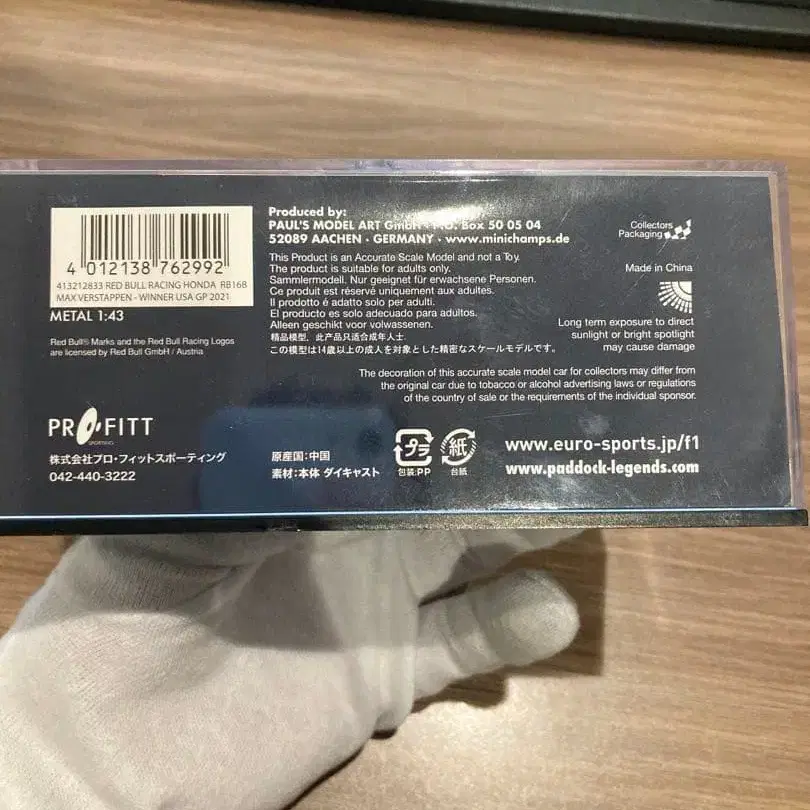 4 012138 762992
413212833 RED BULL RACING HONDA RB16B
MAX VERSTAPPEN - WINNER USA GP 2021
METAL 1:43
Red Bull® Marks and the Red Bull Racing Logos
are licensed by Red Bull GmbH / Austria
PROFITT
SPORTING
株式会社プロ・フィットスポーティング
042-440-3222
Produced by:
PAUL'S MODEL ART GmbH · P.O. Box 50 05 04
52089 AACHEN · GERMANY · www.minichamps.de
This Product is an Accurate Scale Model and not a Toy.
The product is suitable for adults only.
Sammlermodell. Nur geeignet für erwachsene Personen.
Ce produit est réservé uniquement aux adultes.
Il prodotto é adatto solo per adulti.
El producto es solo adecuado para adultos.
Alleen geschikt voor volwassenen.
精品模型，此产品只适合成年人士
この模型は14歳以上の成人を対象とした精密なスケールモデルです。
Collectors
Packaging
Made in China
Long term exposure to direct
sunlight or bright spotlight
may cause damage
The decoration of this accurate scale model car for collectors may differ from
the original car due to tobacco or alcohol advertising laws or regulations
of the country of sale or the requirements of the individual sponsor.
原産国：中国
素材：本体 ダイキャスト
プラ
包装:PP
紙
台紙
www.euro-sports.jp/f1
www.paddock-legends.com